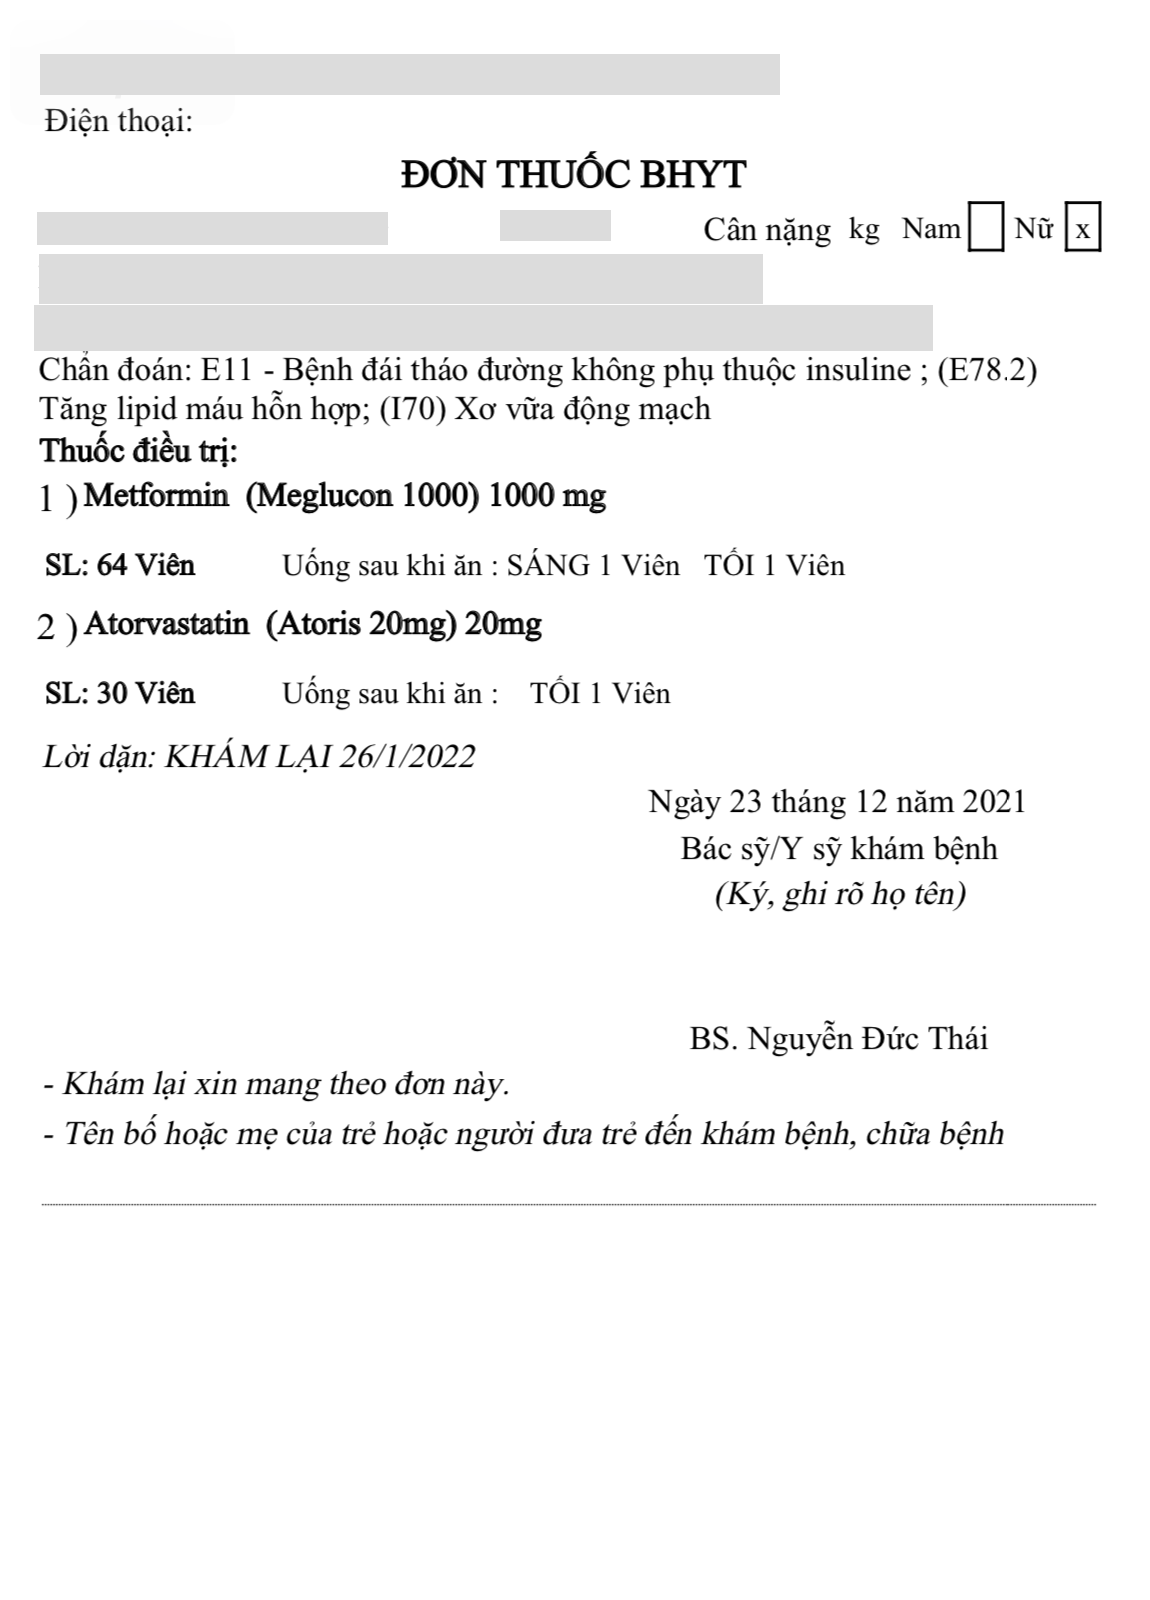 Điện thoại:
ĐƠN THUỐC BHYT
Cân nặng kg Nam Nữ x
Chẩn đoán: E11 - Bệnh đái tháo đường không phụ thuộc insuline ; (E78.2)
Tăng lipid máu hỗn hợp; (I70) Xơ vữa động mạch
Thuốc điều trị:
1 ) Metformin (Meglucon 1000) 1000 mg
SL: 64 Viên Uống sau khi ăn : SÁNG 1 Viên TỐI 1 Viên
2 ) Atorvastatin (Atoris 20mg) 20mg
SL: 30 Viên Uống sau khi ăn : TỐI 1 Viên
Lời dặn: KHÁM LẠI 26/1/2022
Ngày 23 tháng 12 năm 2021
Bác sỹ/Y sỹ khám bệnh
(Ký, ghi rõ họ tên)
BS. Nguyễn Đức Thái
- Khám lại xin mang theo đơn này.
- Tên bố hoặc mẹ của trẻ hoặc người đưa trẻ đến khám bệnh, chữa bệnh